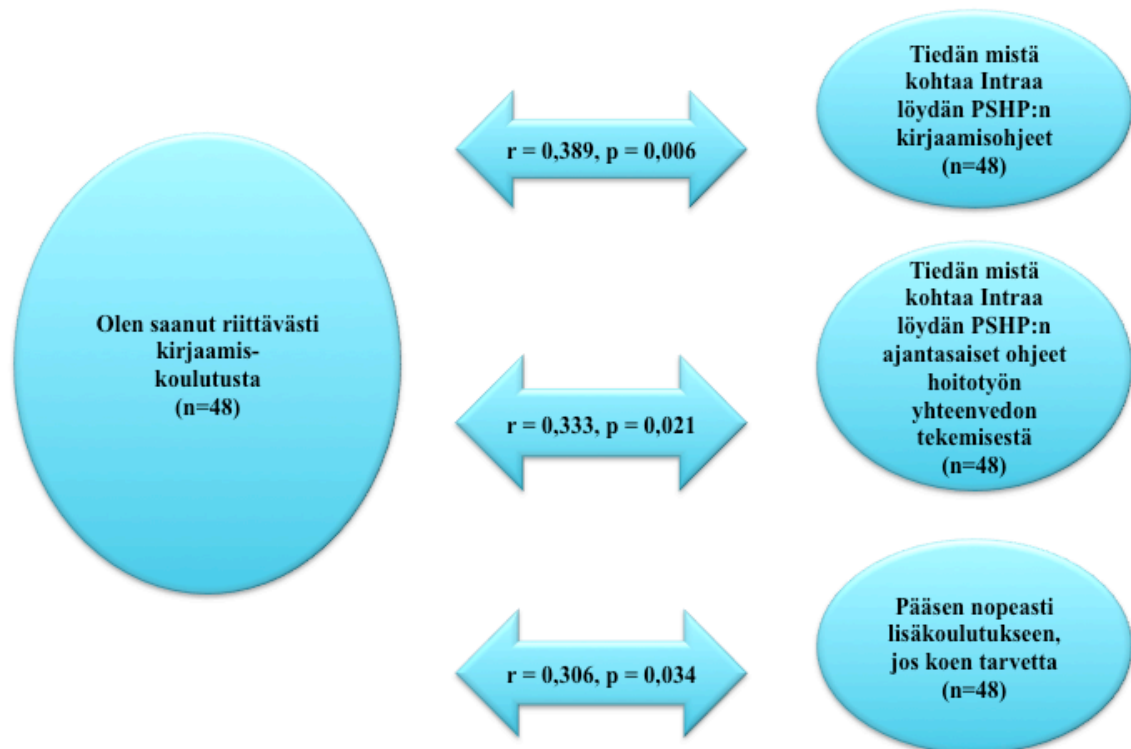 Olen saanut riittävästi
kirjaamis-
koulutusta
(n=48)
r = 0,389, p = 0,006
Tiedän mistä
kohtaa Intraa
löydän PSHP:n
kirjaamisohjeet
(n=48)
r = 0,333, p = 0,021
Tiedän mistä
kohtaa Intraa
löydän PSHP:n
ajantasaiset ohjeet
hoitotyön
yhteenvedon
tekemisestä
(n=48)
r = 0,306, p = 0,034
Pääsen nopeasti
lisäkoulutukseen,
jos koen tarvetta
(n=48)